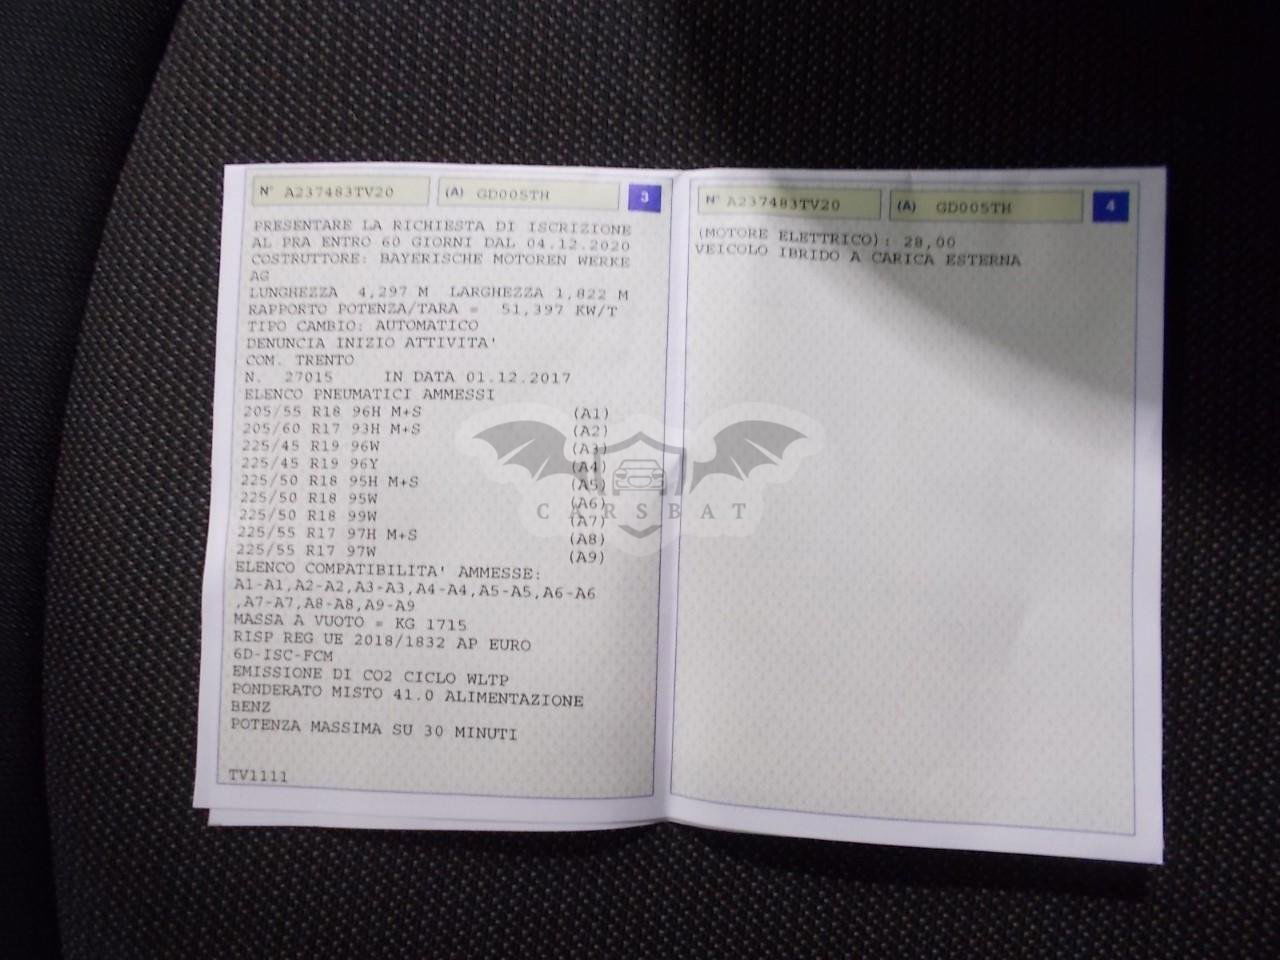 N° A237483TV20 (A) GD005TH 3
PRESENTARE LA RICHIESTA DI ISCRIZIONE
AL PRA ENTRO 60 GIORNI DAL 04.12.2020
COSTRUTTORE: BAYERISCHE MOTOREN WERKE
AG
LUNGHEZZA 4,297 M LARGHEZZA 1,822 M
RAPPORTO POTENZA/TARA = 51,397 KW/T
TIPO CAMBIO: AUTOMATICO
DENUNCIA INIZIO ATTIVITA'
COM. TRENTO
N. 27015 IN DATA 01.12.2017
ELENCO PNEUMATICI AMMESSI
205/55 R18 96H M+S (A1)
205/60 R17 93H M+S (A2)
225/45 R19 96W (A3)
225/45 R19 96Y (A4)
225/50 R18 95H M+S (A5)
225/50 R18 95W (A6)
225/50 R18 99W (A7)
225/55 R17 97H M+S (A8)
225/55 R17 97W (A9)
ELENCO COMPATIBILITA' AMMESSE:
A1-A1,A2-A2,A3-A3,A4-A4,A5-A5,A6-A6
,A7-A7,A8-A8,A9-A9
MASSA A VUOTO = KG 1715
RISP REG UE 2018/1832 AP EURO
6D-ISC-FCM
EMISSIONE DI CO2 CICLO WLTP
PONDERATO MISTO 41.0 ALIMENTAZIONE
BENZ
POTENZA MASSIMA SU 30 MINUTI
TV1111
N° A237483TV20 (A) GD005TH 4
(MOTORE ELETTRICO): 28,00
VEICOLO IBRIDO A CARICA ESTERNA
CARSBAT